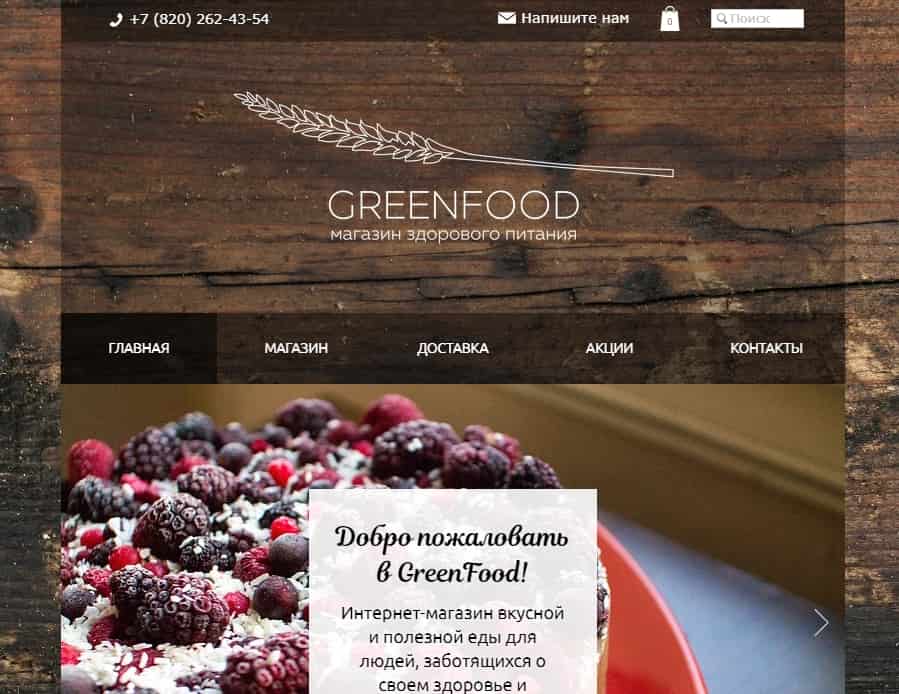 +7 (820) 262-43-54
Напишите нам
0
Поиск
GREENFOOD
магазин здорового питания
ГЛАВНАЯ
МАГАЗИН
ДОСТАВКА
АКЦИИ
КОНТАКТЫ
Добро пожаловать
в GreenFood!
Интернет-магазин вкусной
и полезной еды для
людей, заботящихся о
своем здоровье и